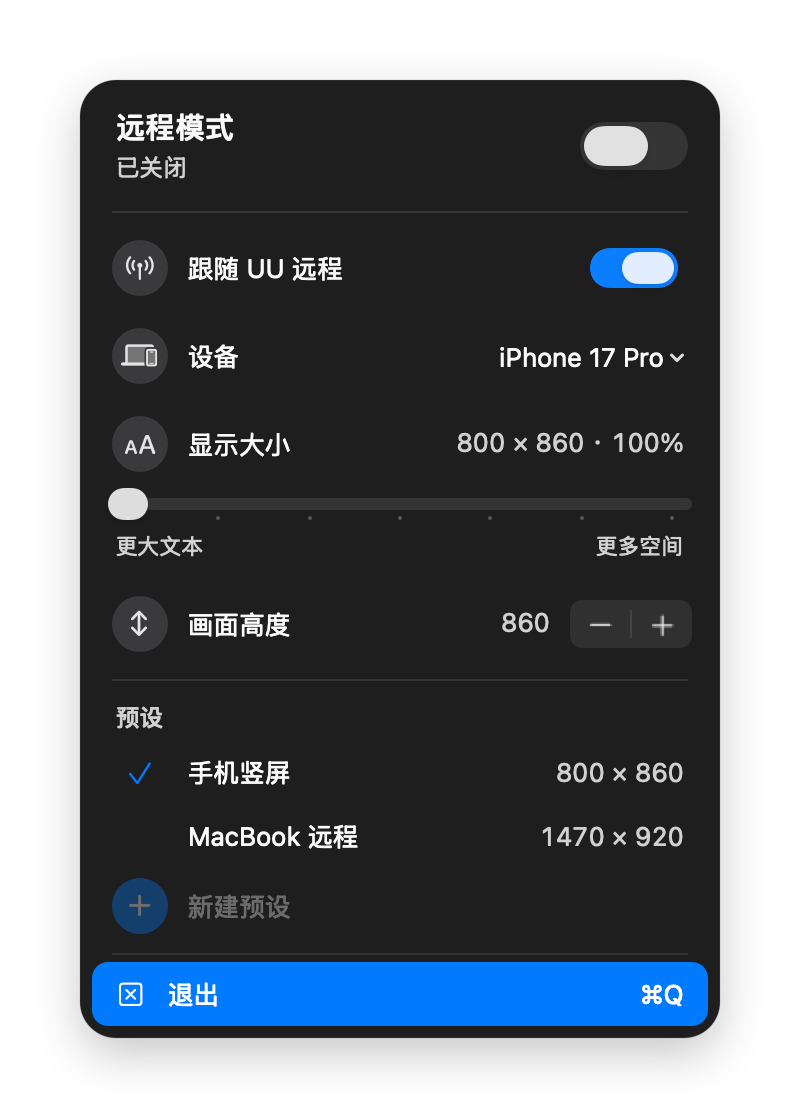 远程模式
已关闭
跟随 UU 远程
设备 iPhone 17 Pro
AA 显示大小 800 × 860 · 100%
更大文本 更多空间
画面高度 860 − +
预设
手机竖屏 800 × 860
MacBook 远程 1470 × 920
新建预设
退出 ⌘Q